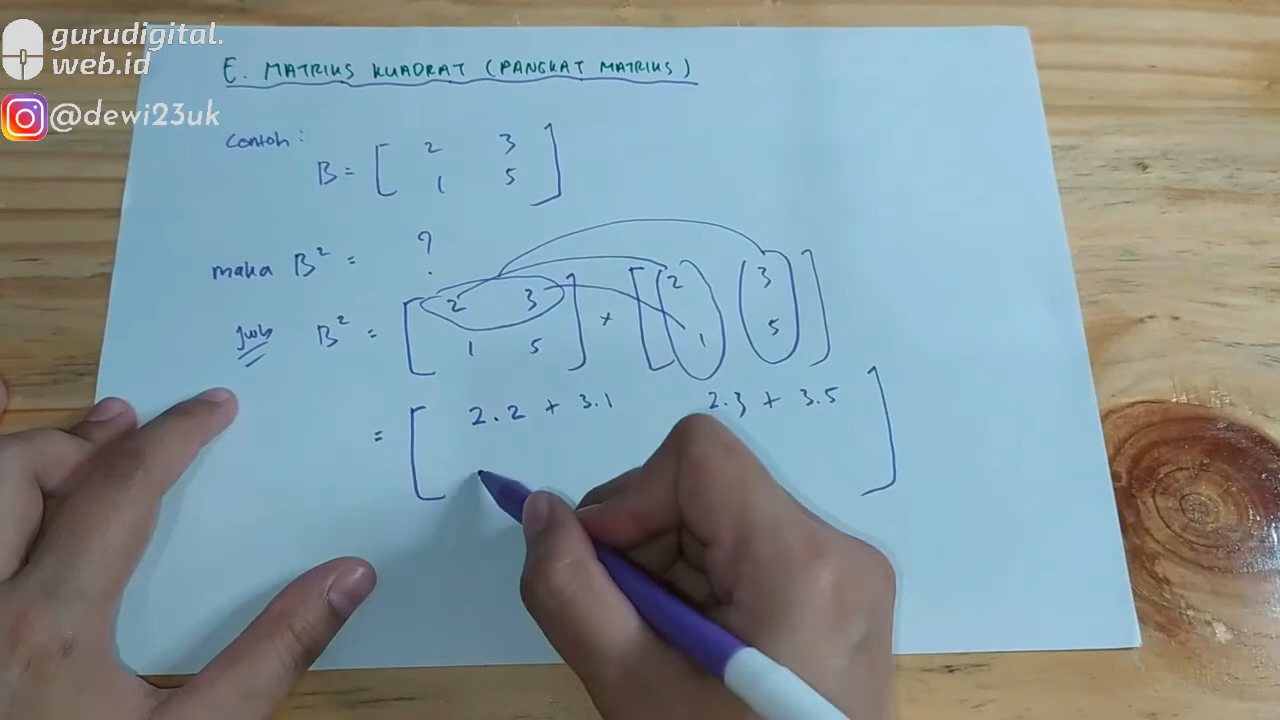 gurudigital.
web.id
@dewi23uk
E. MATRIKS KUADRAT (PANGKAT MATRIKS)
Contoh:
B = [ 2 3
1 5 ]
maka B² = ?
Jwb B² = [ 2 3
1 5 ] x [ 2 3
1 5 ]
= [ 2.2 + 3.1 2.3 + 3.5 ]